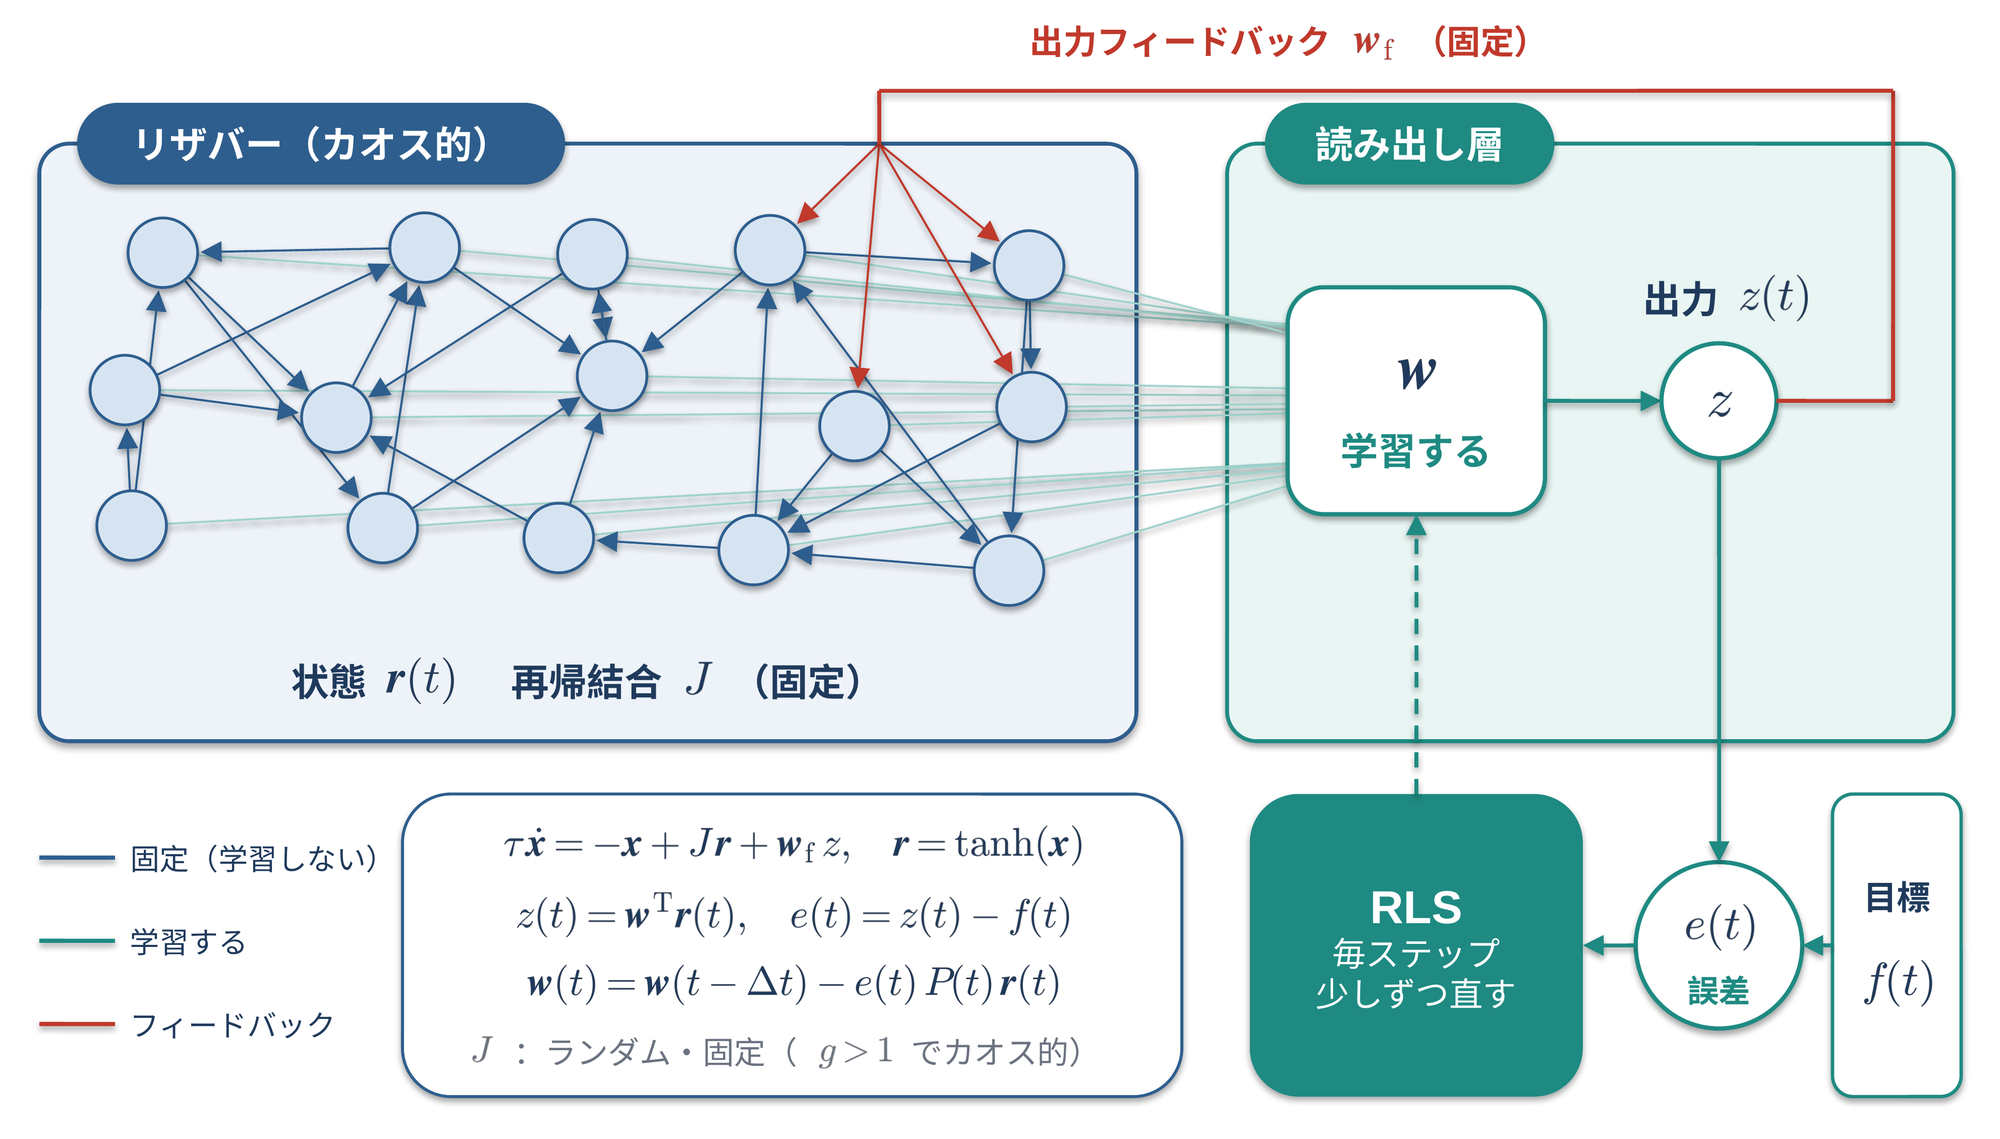 出力フィードバック w_f （固定）
リザバー（カオス的）
読み出し層
出力 z(t)
w
学習する
z
状態 r(t) 再帰結合 J （固定）
固定（学習しない）
学習する
フィードバック
τẋ = −x + Jr + w_f z, r = tanh(x)
z(t) = w^T r(t), e(t) = z(t) − f(t)
w(t) = w(t − Δt) − e(t) P(t) r(t)
J ： ランダム・固定（ g > 1 でカオス的）
RLS
毎ステップ
少しずつ直す
e(t)
誤差
目標
f(t)